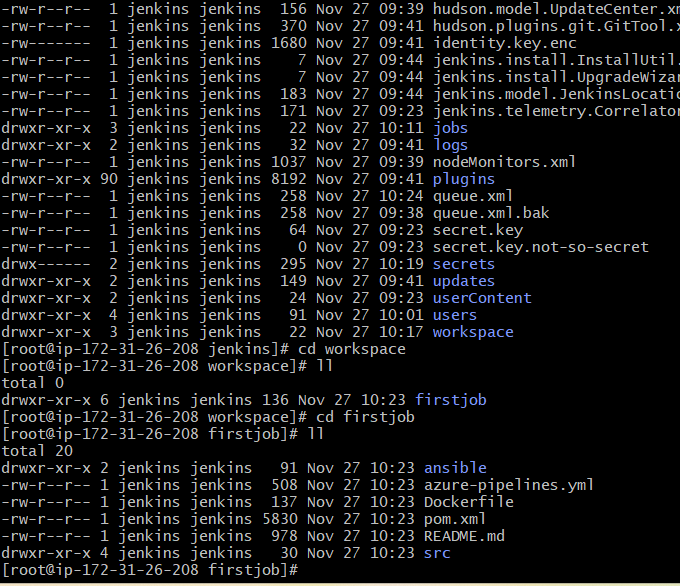 -rw-r--r--  1 jenkins jenkins  156 Nov 27 09:39 hudson.model.UpdateCenter.xm
-rw-r--r--  1 jenkins jenkins  370 Nov 27 09:41 hudson.plugins.git.GitTool.x
-rw-------  1 jenkins jenkins 1680 Nov 27 09:41 identity.key.enc
-rw-r--r--  1 jenkins jenkins    7 Nov 27 09:44 jenkins.install.InstallUtil.
-rw-r--r--  1 jenkins jenkins    7 Nov 27 09:44 jenkins.install.UpgradeWizar
-rw-r--r--  1 jenkins jenkins  183 Nov 27 09:44 jenkins.model.JenkinsLocatio
-rw-r--r--  1 jenkins jenkins  171 Nov 27 09:23 jenkins.telemetry.Correlator
drwxr-xr-x  3 jenkins jenkins   22 Nov 27 10:11 jobs
drwxr-xr-x  2 jenkins jenkins   32 Nov 27 09:41 logs
-rw-r--r--  1 jenkins jenkins 1037 Nov 27 09:39 nodeMonitors.xml
drwxr-xr-x 90 jenkins jenkins 8192 Nov 27 09:41 plugins
-rw-r--r--  1 jenkins jenkins  258 Nov 27 10:24 queue.xml
-rw-r--r--  1 jenkins jenkins  258 Nov 27 09:38 queue.xml.bak
-rw-r--r--  1 jenkins jenkins   64 Nov 27 09:23 secret.key
-rw-r--r--  1 jenkins jenkins    0 Nov 27 09:23 secret.key.not-so-secret
drwx------  2 jenkins jenkins  295 Nov 27 10:19 secrets
drwxr-xr-x  2 jenkins jenkins  149 Nov 27 09:41 updates
drwxr-xr-x  2 jenkins jenkins   24 Nov 27 09:23 userContent
drwxr-xr-x  4 jenkins jenkins   91 Nov 27 10:01 users
drwxr-xr-x  3 jenkins jenkins   22 Nov 27 10:17 workspace
[root@ip-172-31-26-208 jenkins]# cd workspace
[root@ip-172-31-26-208 workspace]# ll
total 0
drwxr-xr-x 6 jenkins jenkins 136 Nov 27 10:23 firstjob
[root@ip-172-31-26-208 workspace]# cd firstjob
[root@ip-172-31-26-208 firstjob]# ll
total 20
drwxr-xr-x 2 jenkins jenkins   91 Nov 27 10:23 ansible
-rw-r--r-- 1 jenkins jenkins  508 Nov 27 10:23 azure-pipelines.yml
-rw-r--r-- 1 jenkins jenkins  137 Nov 27 10:23 Dockerfile
-rw-r--r-- 1 jenkins jenkins 5830 Nov 27 10:23 pom.xml
-rw-r--r-- 1 jenkins jenkins  978 Nov 27 10:23 README.md
drwxr-xr-x 4 jenkins jenkins   30 Nov 27 10:23 src
[root@ip-172-31-26-208 firstjob]#